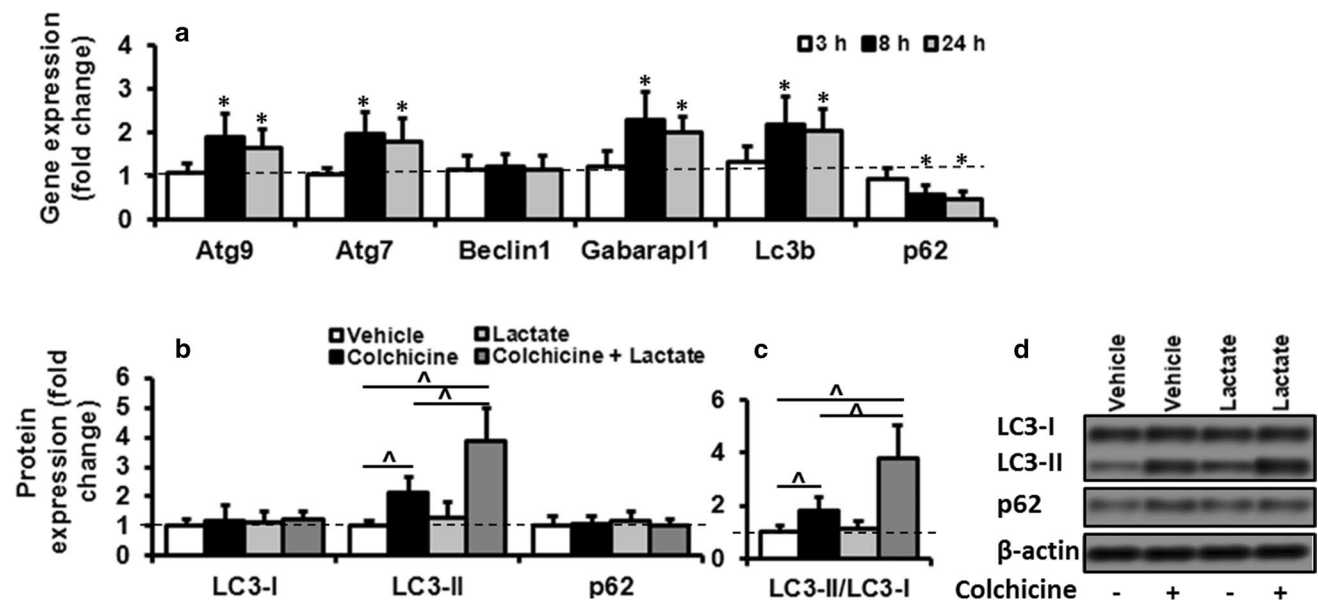 a
Gene expression
(fold change)
4
3
2
1
0
3 h 8 h 24 h
* * * * * * * * * *
Atg9 Atg7 Beclin1 Gabarapl1 Lc3b p62
b
Vehicle Lactate
Colchicine Colchicine + Lactate
Protein
expression (fold
change)
6
5
4
3
2
1
0
^
^
^
LC3-I LC3-II p62
c
6
4
2
0
^
^
^
LC3-II/LC3-I
d
Vehicle Vehicle Lactate Lactate
LC3-I
LC3-II
p62
β-actin
Colchicine - + - +